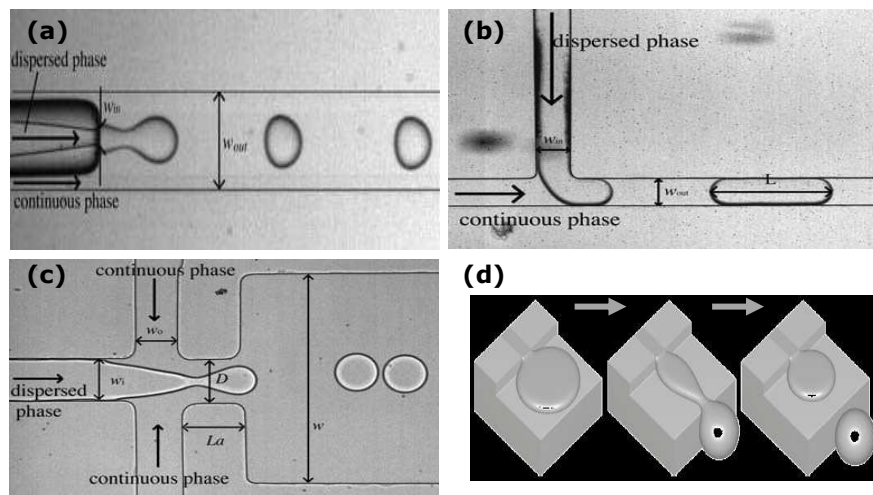 (a)
dispersed phase
w_in
w_out
continuous phase
(b)
dispersed phase
w_in
L
w_out
continuous phase
(c)
continuous phase
w_o
w_i
D
dispersed
phase
La
w
continuous phase
(d)